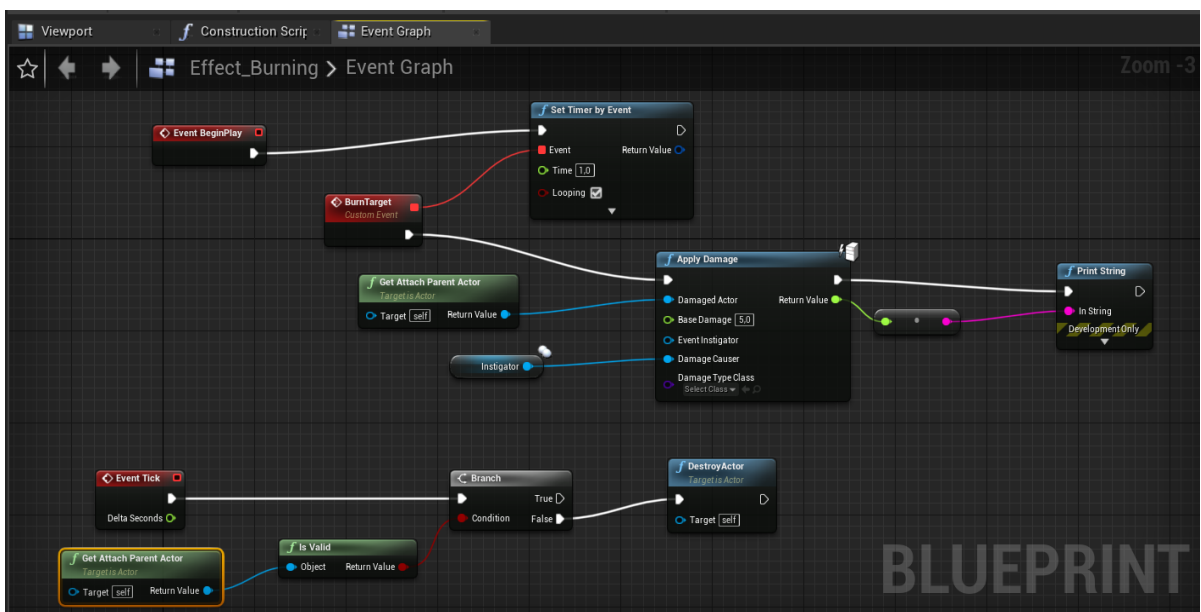 Viewport
Construction Scrip
Event Graph
Effect_Burning > Event Graph
Zoom -3
Set Timer by Event
Event
Return Value
Time 1,0
Looping
Event BeginPlay
BurnTarget
Custom Event
Apply Damage
Damaged Actor
Return Value
Base Damage 5,0
Event Instigator
Damage Causer
Damage Type Class
Select Class
Get Attach Parent Actor
Target is Actor
Target self
Return Value
Instigator
Print String
In String
Development Only
Event Tick
Delta Seconds
Branch
True
Condition
False
DestroyActor
Target is Actor
Target self
Get Attach Parent Actor
Target is Actor
Target self
Return Value
Is Valid
Object
Return Value
BLUEPRINT